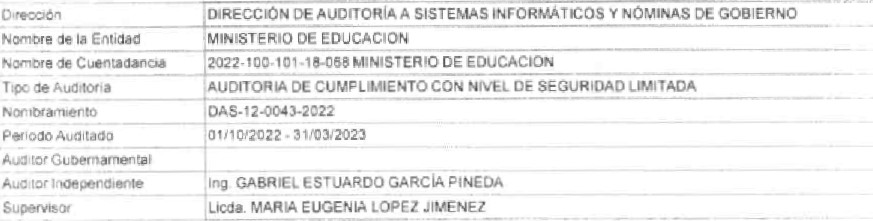 Dirección DIRECCIÓN DE AUDITORÍA A SISTEMAS INFORMÁTICOS Y NÓMINAS DE GOBIERNO
Nombre de la Entidad MINISTERIO DE EDUCACION
Nombre de Cuentadancia 2022-100-101-18-068 MINISTERIO DE EDUCACION
Tipo de Auditoria AUDITORIA DE CUMPLIMIENTO CON NIVEL DE SEGURIDAD LIMITADA
Nombramiento DAS-12-0043-2022
Periodo Auditado 01/10/2022 - 31/03/2023
Auditor Gubernamental
Auditor Independiente Ing. GABRIEL ESTUARDO GARCÍA PINEDA
Supervisor Licda. MARIA EUGENIA LOPEZ JIMENEZ